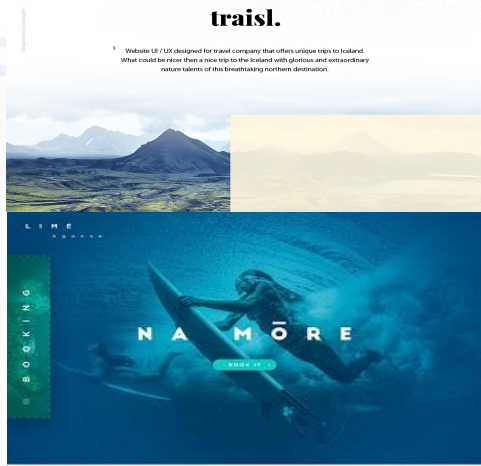 traisl.
Website UI / UX designed for travel company that offers unique trips to Iceland.
What could be nicer then a nice trip to the Iceland with glorious and extraordinary
nature talents of this breathtaking northern destination.
LIME
Agence
BOOKING
NA MŌRE
BOOK IT